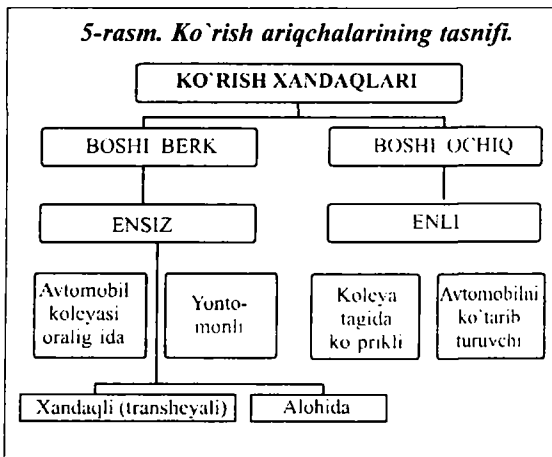 5-rasm. Ko`rish ariqchalarining tasnifi.
KO`RISH XANDAQLARI
BOSHI BERK
BOSHI OCHIQ
ENSIZ
ENLI
Avtomobil
koleyasi
oralig ida
Yonto-
monli
Koleya
tagida
ko prikli
Avtomobilni
ko`tarib
turuvchi
Xandaqli (transheyali)
Alohida